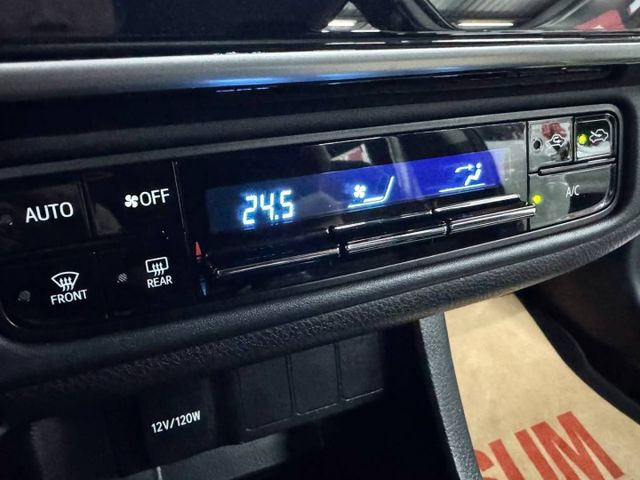 AUTO
OFF
24.5
A/C
FRONT
REAR
12V/120W
SLIM